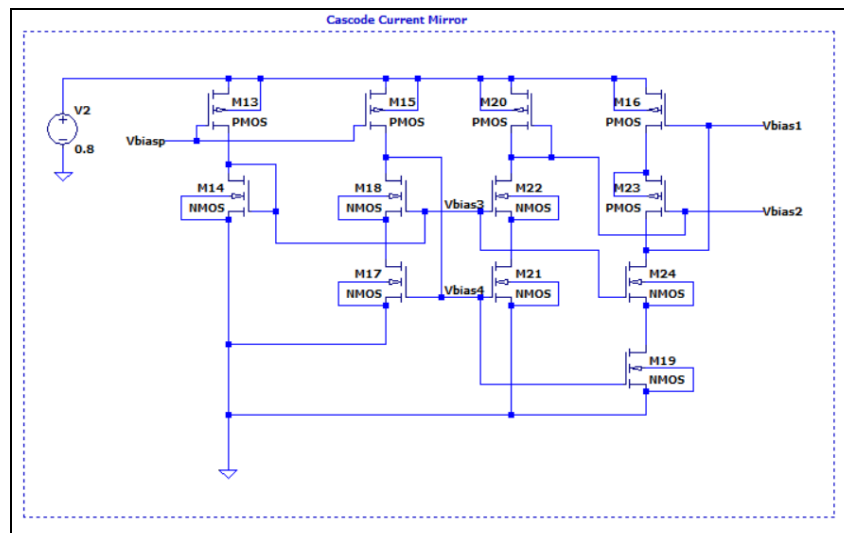 Cascode Current Mirror
M13
PMOS
M15
PMOS
M20
PMOS
M16
PMOS
V2
0.8
Vbiasp
Vbias1
M14
NMOS
M18
NMOS
Vbias3
M22
NMOS
M23
PMOS
Vbias2
M17
NMOS
Vbias4
M21
NMOS
M24
NMOS
M19
NMOS